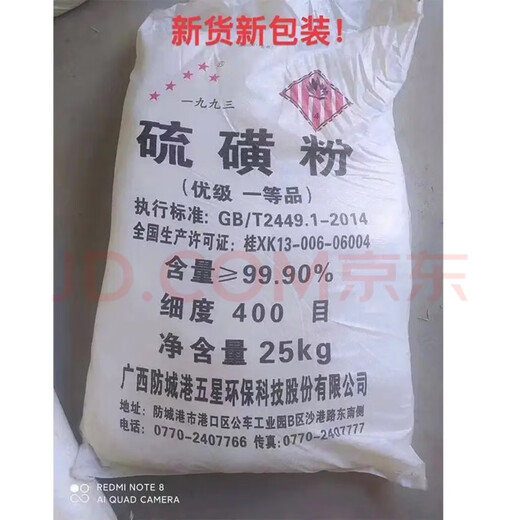 新货新包装!
一九九三
硫磺粉
(优级 一等品)
执行标准: GB/T2449.1-2014
全国生产许可证: 桂XK13-006-06004
含量≥99.90%
JD.COM京东
细度 400 目
净含量 25kg
广西防城港五星环保科技股份有限公司
地址: 防城港市港口区公车工业园B区沙港路东南侧
电话: 0770-2407766 传真:0770-2407777
REDMI NOTE 8
AI QUAD CAMERA